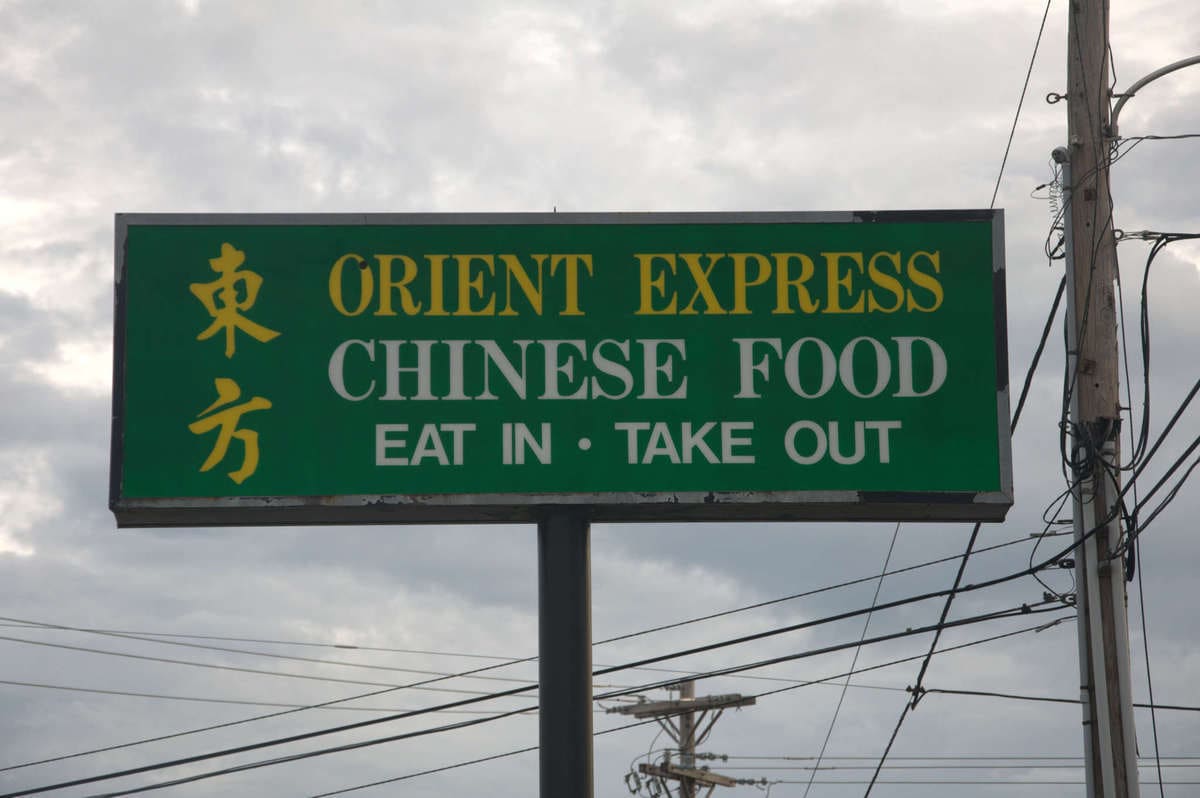 東方
ORIENT EXPRESS
CHINESE FOOD
EAT IN • TAKE OUT